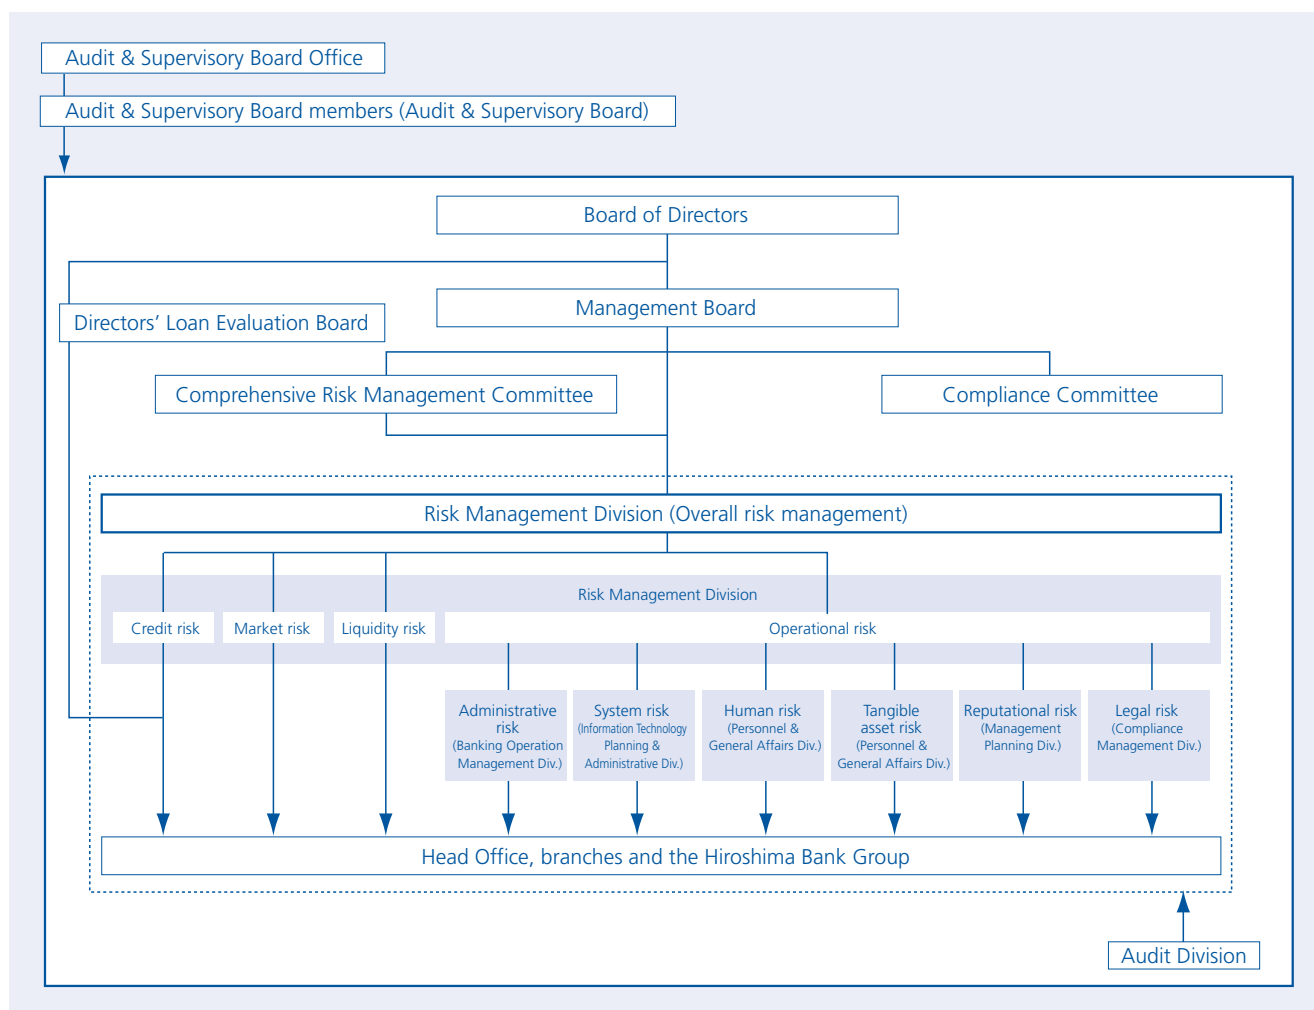 Audit & Supervisory Board Office
Audit & Supervisory Board members (Audit & Supervisory Board)
Board of Directors
Management Board
Directors’ Loan Evaluation Board
Comprehensive Risk Management Committee
Compliance Committee
Risk Management Division (Overall risk management)
Risk Management Division
Credit risk
Market risk
Liquidity risk
Operational risk
Administrative
risk
(Banking Operation
Management Div.)
System risk
(Information Technology
Planning &
Administrative Div.)
Human risk
(Personnel &
General Affairs Div.)
Tangible
asset risk
(Personnel &
General Affairs Div.)
Reputational risk
(Management
Planning Div.)
Legal risk
(Compliance
Management Div.)
Head Office, branches and the Hiroshima Bank Group
Audit Division